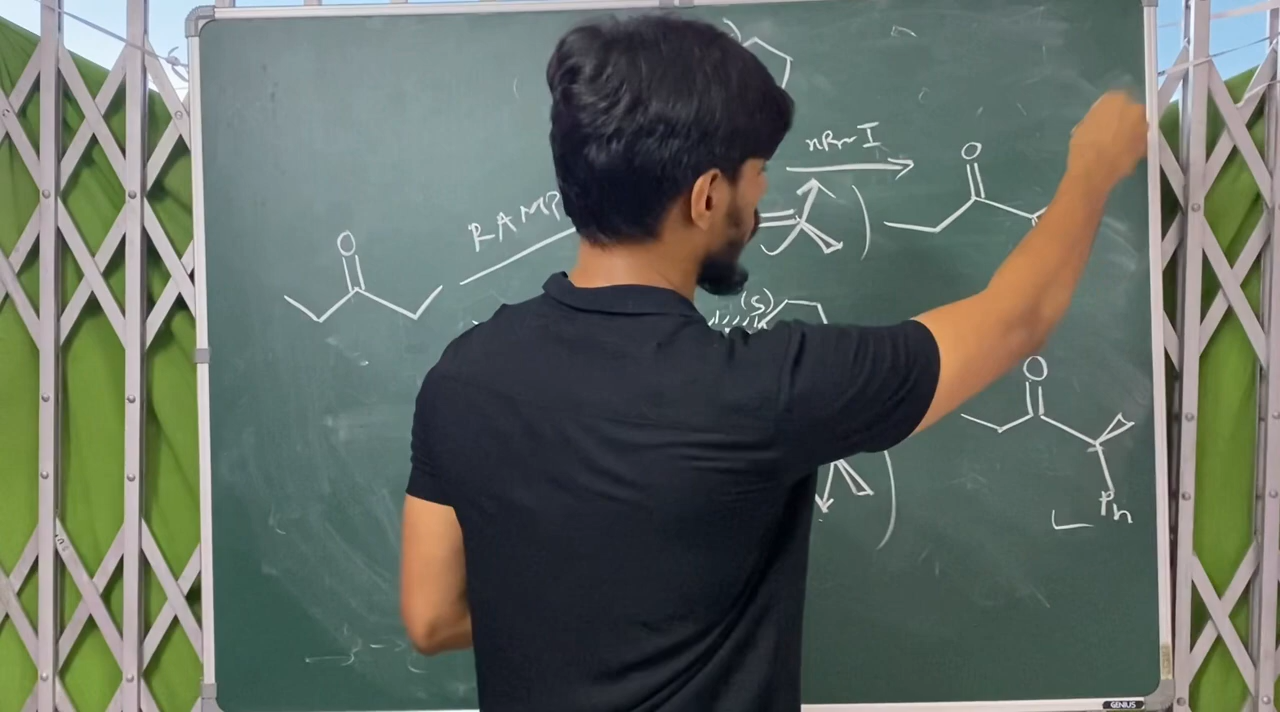 nPr-I
O
RAMP
O
(S)
O
Ph
GENIUS